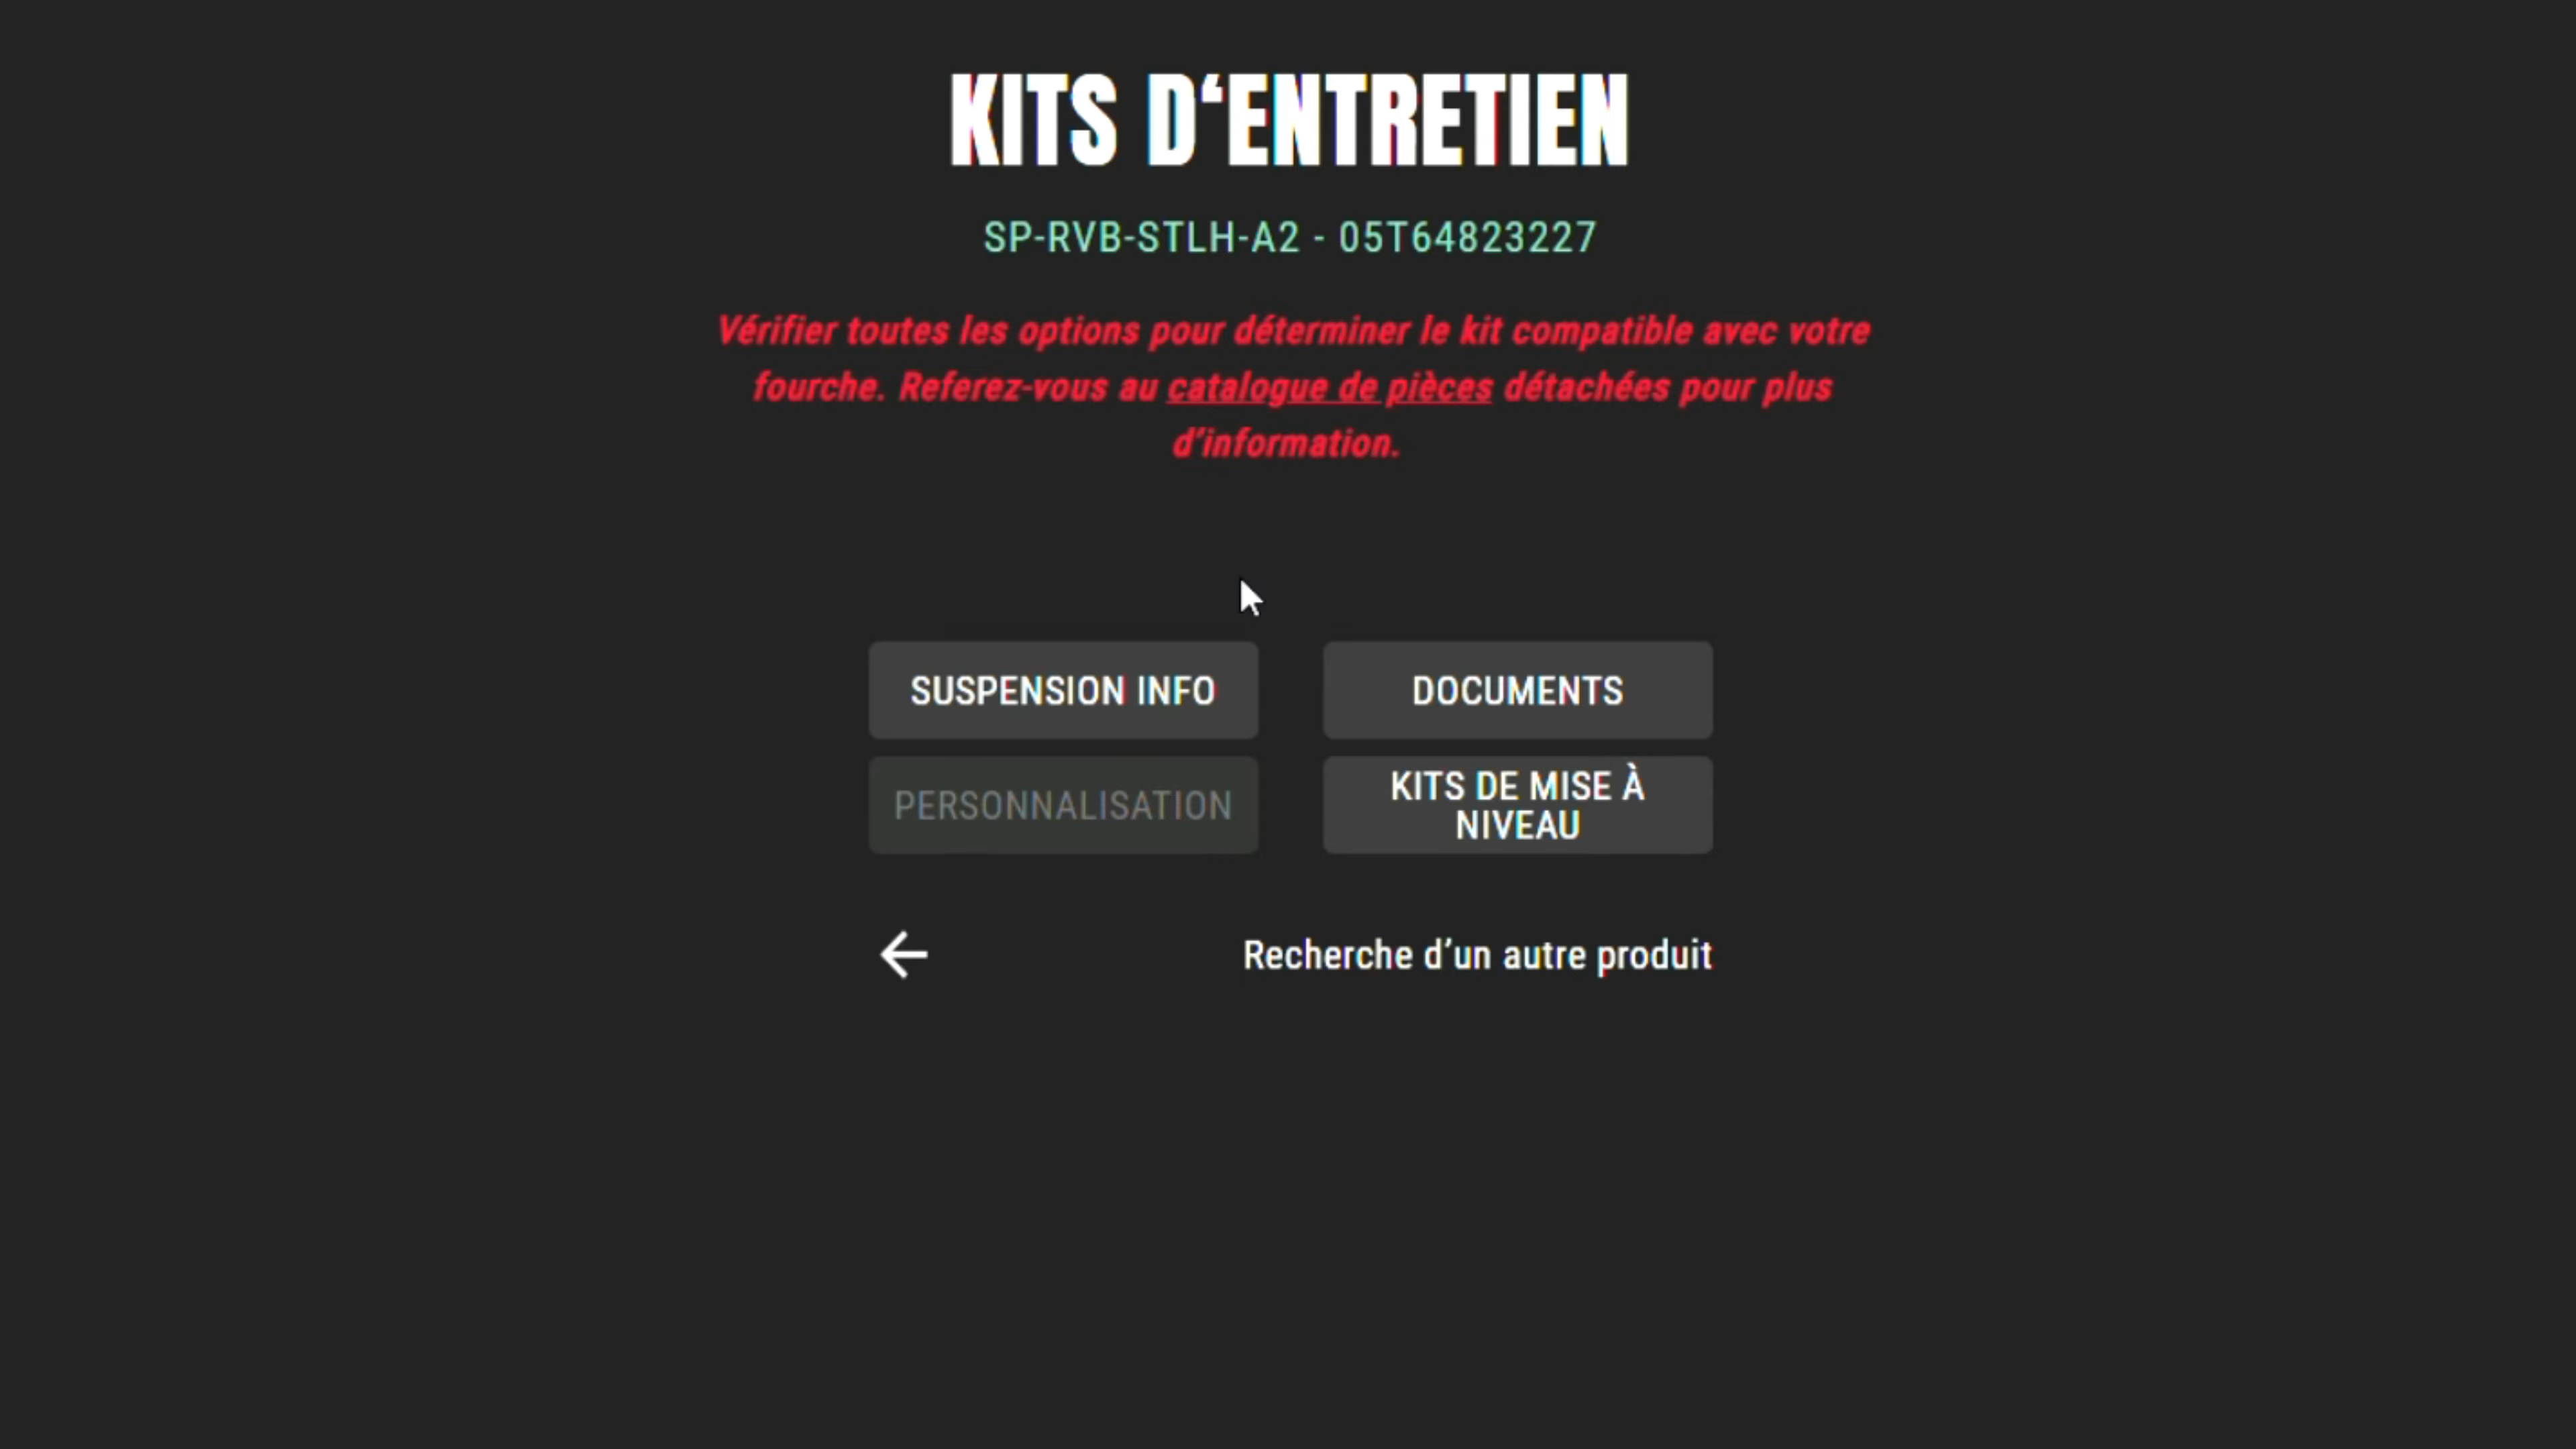 KITS D‘ENTRETIEN
SP-RVB-STLH-A2 - 05T64823227
Vérifier toutes les options pour déterminer le kit compatible avec votre
fourche. Referez-vous au catalogue de pièces détachées pour plus
d’information.
SUSPENSION INFO
DOCUMENTS
PERSONNALISATION
KITS DE MISE À
NIVEAU
Recherche d’un autre produit